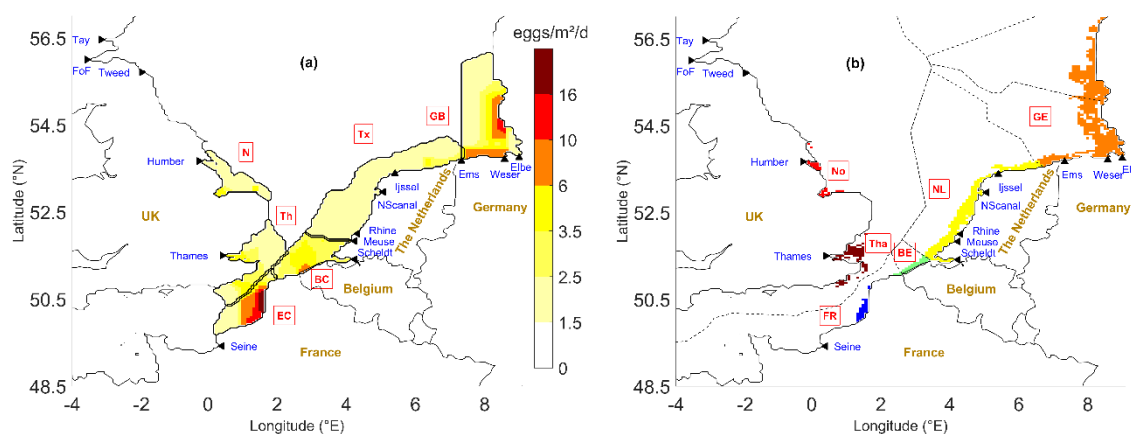 56.5
54.5
52.5
50.5
48.5
Latitude (°N)
-4
-2
0
2
4
6
8
Longitude (°E)
(a)
Tay
FoF
Tweed
Humber
N
Tx
GB
Th
UK
Thames
EC
BC
Seine
France
Belgium
The Netherlands
Germany
Ems
Weser
Elbe
Ijssel
NScanal
Rhine
Meuse
Scheldt
eggs/m²/d
16
10
6
3.5
2.5
1.5
0
56.5
54.5
52.5
50.5
48.5
Latitude (°N)
-4
-2
0
2
4
6
8
Longitude (°E)
(b)
Tay
FoF
Tweed
Humber
No
GE
NL
UK
Thames
Tha
BE
FR
Seine
France
Belgium
The Netherlands
Germany
Ems
Weser
El
Ijssel
NScanal
Rhine
Meuse
Scheldt